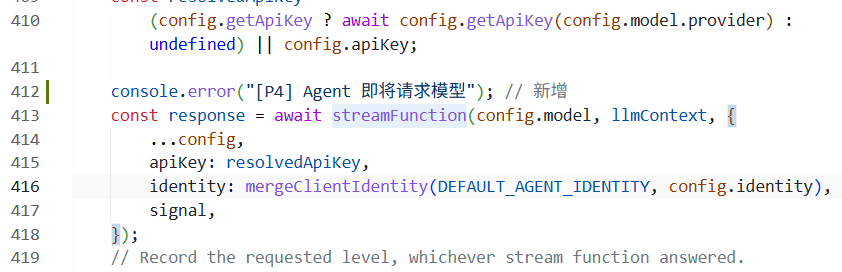 const resolvedApiKey =
410 (config.getApiKey ? await config.getApiKey(config.model.provider) :
undefined) || config.apiKey;
411
412 console.error("[P4] Agent 即将请求模型"); // 新增
413 const response = await streamFunction(config.model, llmContext, {
414 ...config,
415 apiKey: resolvedApiKey,
416 identity: mergeClientIdentity(DEFAULT_AGENT_IDENTITY, config.identity),
417 signal,
418 });
419 // Record the requested level, whichever stream function answered.